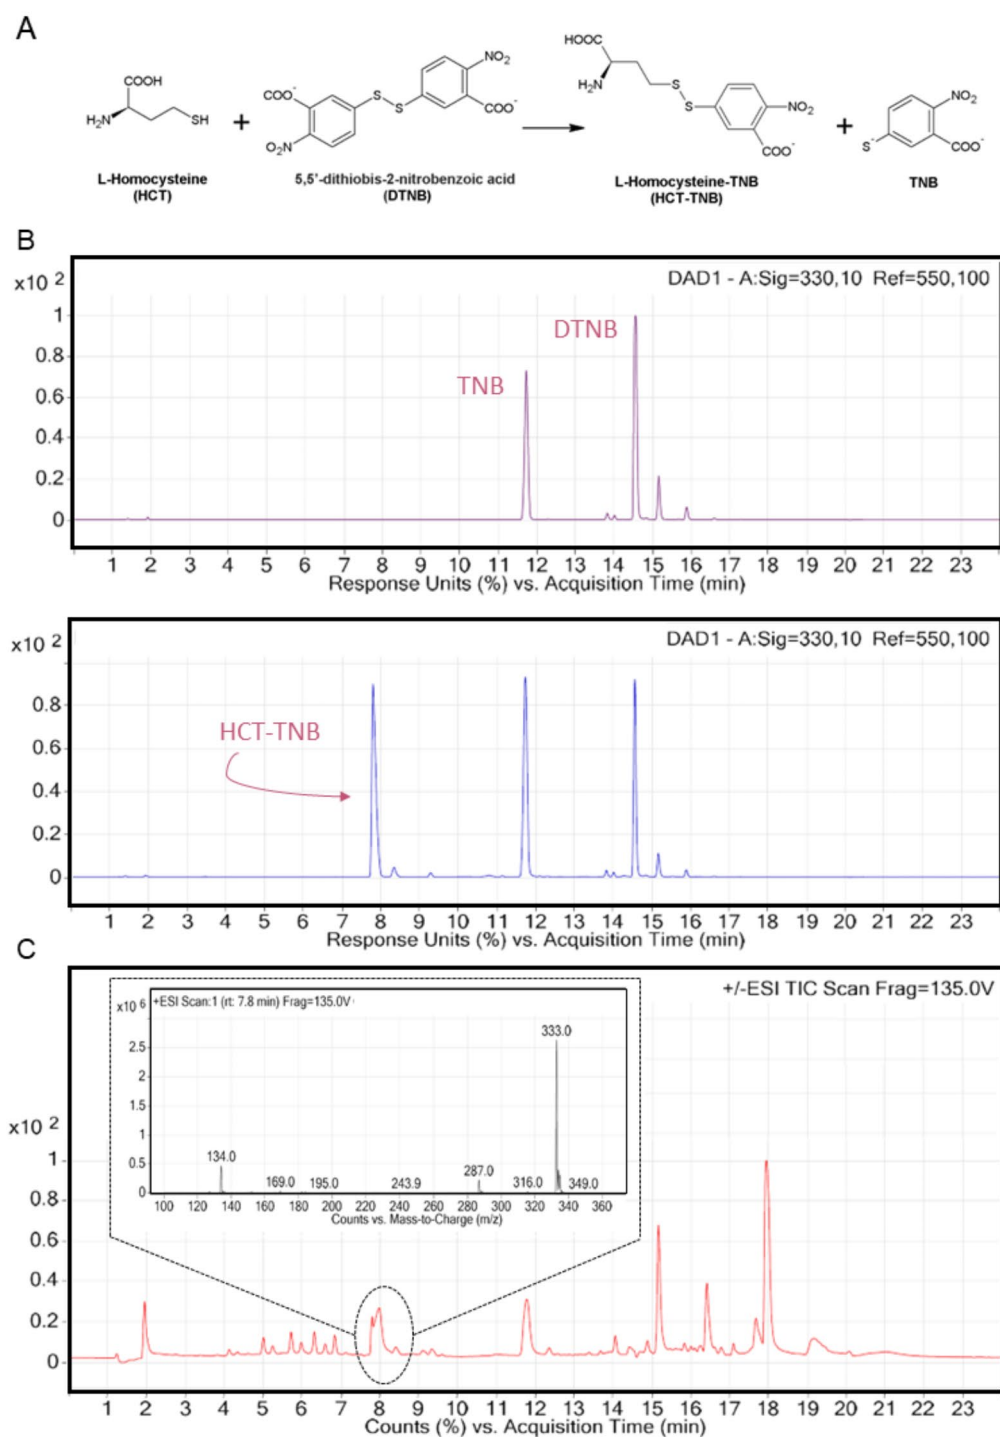 A
COOH
H₂N
SH
+
COO⁻
O₂N
S
S
NO₂
COO⁻
HOOC
H₂N
S
S
NO₂
COO⁻
+
S⁻
NO₂
COO⁻
L-Homocysteine
(HCT)
5,5'-dithiobis-2-nitrobenzoic acid
(DTNB)
L-Homocysteine-TNB
(HCT-TNB)
TNB
B
x10 2
DAD1 - A:Sig=330,10 Ref=550,100
1
0.8
0.6
0.4
0.2
0
TNB
DTNB
1 2 3 4 5 6 7 8 9 10 11 12 13 14 15 16 17 18 19 20 21 22 23
Response Units (%) vs. Acquisition Time (min)
x10 2
DAD1 - A:Sig=330,10 Ref=550,100
0.8
0.6
0.4
0.2
0
HCT-TNB
1 2 3 4 5 6 7 8 9 10 11 12 13 14 15 16 17 18 19 20 21 22 23
Response Units (%) vs. Acquisition Time (min)
C
+/-ESI TIC Scan Frag=135.0V
x10 6
+ESI Scan:1 (rt: 7.8 min) Frag=135.0V
2.5
2
1.5
1
0.5
0
134.0
169.0
195.0
243.9
287.0
316.0
333.0
349.0
100 120 140 160 180 200 220 240 260 280 300 320 340 360
Counts vs. Mass-to-Charge (m/z)
x10 2
1
0.8
0.6
0.4
0.2
0
1 2 3 4 5 6 7 8 9 10 11 12 13 14 15 16 17 18 19 20 21 22 23
Counts (%) vs. Acquisition Time (min)